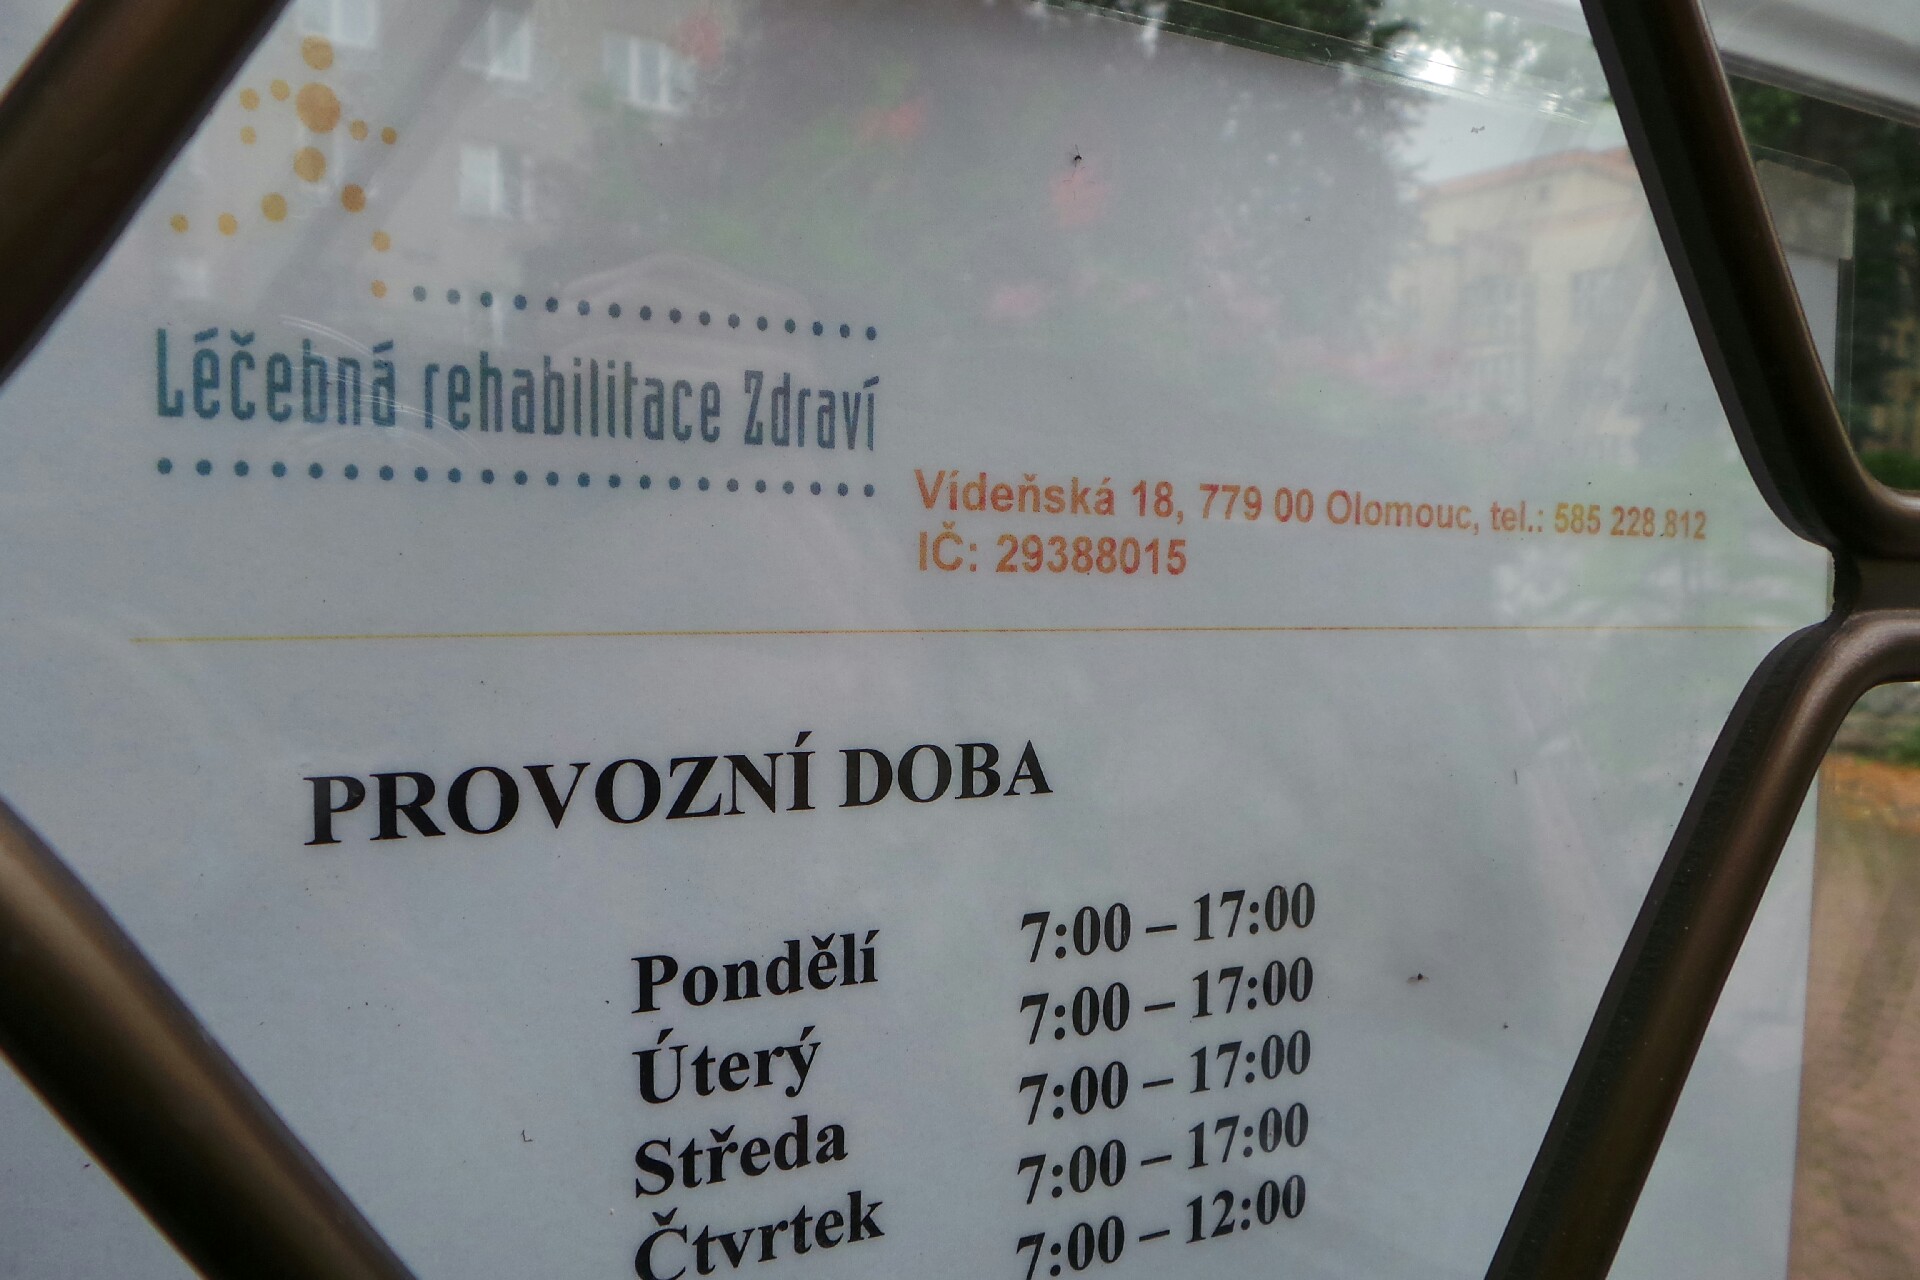 Léčebná rehabilitace Zdraví
Vídeňská 18, 779 00 Olomouc, tel.: 585 228 812
IČ: 29388015
PROVOZNÍ DOBA
Pondělí 7:00 – 17:00
Úterý 7:00 – 17:00
Středa 7:00 – 17:00
Čtvrtek 7:00 – 17:00
7:00 – 12:00